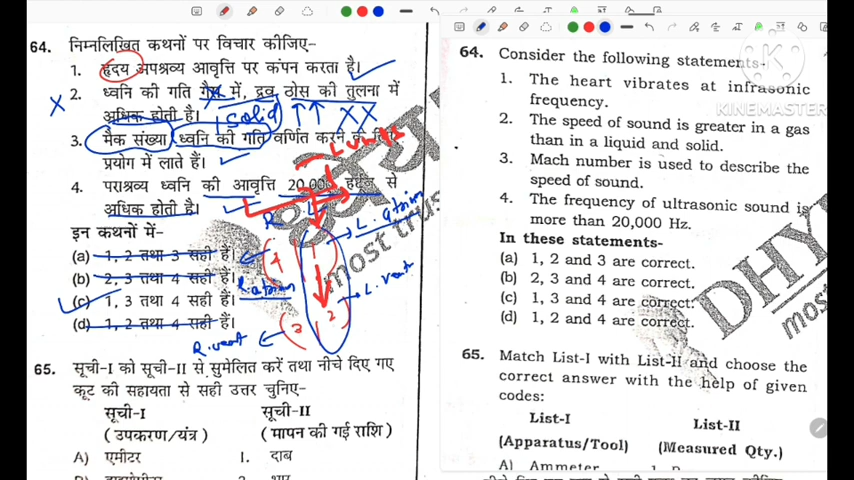 64. निम्नलिखित कथनों पर विचार कीजिए-
1. हृदय अपश्रव्य आवृत्ति पर कंपन करता है।
2. ध्वनि की गति गैस में, द्रव ठोस की तुलना में
अधिक होती है।
solid
3. मैक संख्या ध्वनि की गति वर्णित करने के लिए
प्रयोग में लाते हैं।
4. पराश्रव्य ध्वनि की आवृत्ति 20,000 हर्ट्ज से
अधिक होती है।
इन कथनों में-
(a) 1, 2 तथा 3 सही हैं।
(b) 2, 3 तथा 4 सही हैं।
(c) 1, 3 तथा 4 सही हैं।
(d) 1, 2 तथा 4 सही हैं।
L. atrium
R. atrium
L. vent
R. vent
65. सूची-I को सूची-II से सुमेलित करें तथा नीचे दिए गए
कूट की सहायता से सही उत्तर चुनिए-
सूची-I सूची-II
(उपकरण/यंत्र) (मापन की गई राशि)
A) एमीटर 1. दाब
64. Consider the following statements-
1. The heart vibrates at infrasonic
frequency.
2. The speed of sound is greater in a gas
than in a liquid and solid.
3. Mach number is used to describe the
speed of sound.
4. The frequency of ultrasonic sound is
more than 20,000 Hz.
In these statements-
(a) 1, 2 and 3 are correct.
(b) 2, 3 and 4 are correct.
(c) 1, 3 and 4 are correct.
(d) 1, 2 and 4 are correct.
65. Match List-I with List-II and choose the
correct answer with the help of given
codes:
List-I List-II
(Apparatus/Tool) (Measured Qty.)
A) Ammeter
most trus
DHY
most
KINEMASTER